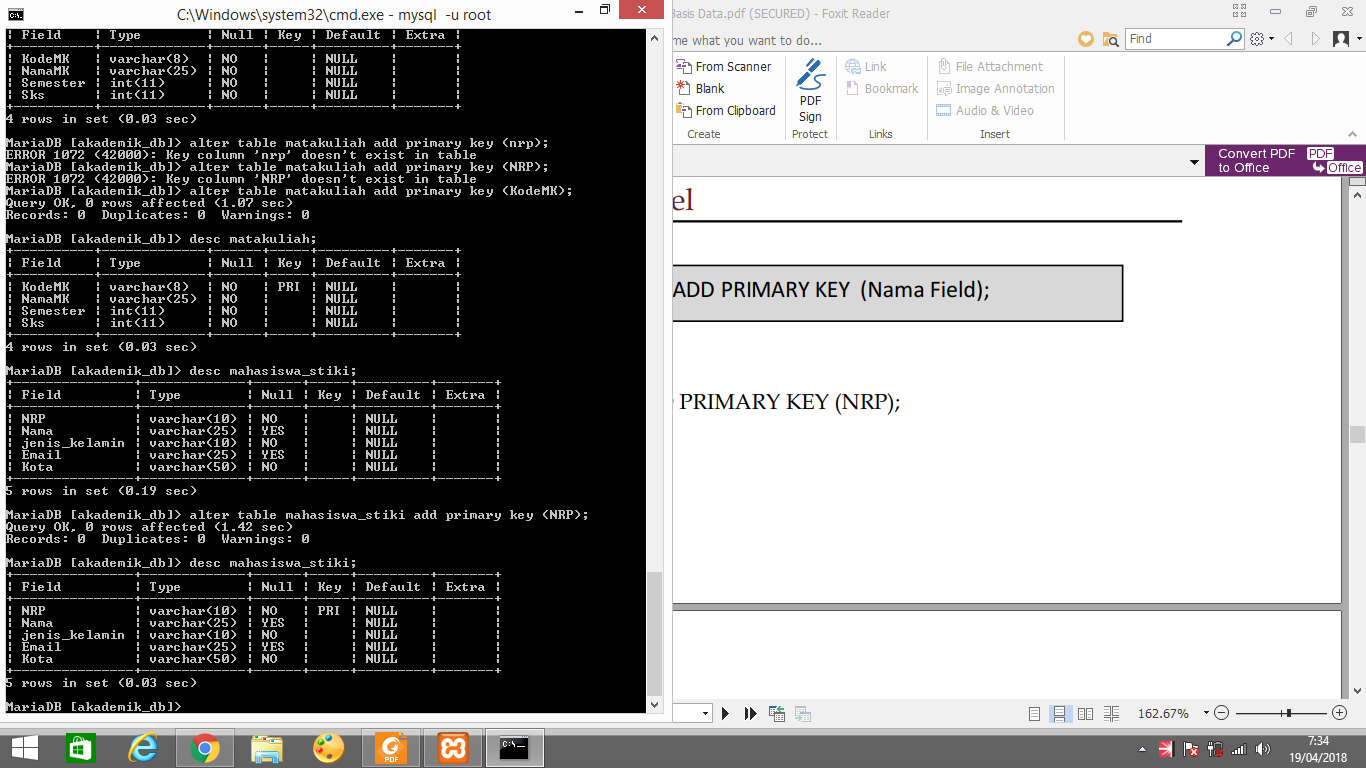 C:\Windows\system32\cmd.exe - mysql  -u root
| Field    | Type        | Null | Key | Default | Extra |
| KodeMK   | varchar(8)  | NO   |     | NULL    |       |
| NamaMK   | varchar(25) | NO   |     | NULL    |       |
| Semester | int(11)     | NO   |     | NULL    |       |
| Sks      | int(11)     | NO   |     | NULL    |       |
4 rows in set (0.03 sec)
MariaDB [akademik_db]> alter table matakuliah add primary key (nrp);
ERROR 1072 (42000): Key column 'nrp' doesn't exist in table
MariaDB [akademik_db]> alter table matakuliah add primary key (NRP);
ERROR 1072 (42000): Key column 'NRP' doesn't exist in table
MariaDB [akademik_db]> alter table matakuliah add primary key (KodeMK);
Query OK, 0 rows affected (1.07 sec)
Records: 0  Duplicates: 0  Warnings: 0
MariaDB [akademik_db]> desc matakuliah;
| Field    | Type        | Null | Key | Default | Extra |
| KodeMK   | varchar(8)  | NO   | PRI | NULL    |       |
| NamaMK   | varchar(25) | NO   |     | NULL    |       |
| Semester | int(11)     | NO   |     | NULL    |       |
| Sks      | int(11)     | NO   |     | NULL    |       |
4 rows in set (0.03 sec)
MariaDB [akademik_db]> desc mahasiswa_stiki;
| Field         | Type        | Null | Key | Default | Extra |
| NRP           | varchar(10) | NO   |     | NULL    |       |
| Nama          | varchar(25) | YES  |     | NULL    |       |
| jenis_kelamin | varchar(10) | NO   |     | NULL    |       |
| Email         | varchar(25) | YES  |     | NULL    |       |
| Kota          | varchar(50) | NO   |     | NULL    |       |
5 rows in set (0.19 sec)
MariaDB [akademik_db]> alter table mahasiswa_stiki add primary key (NRP);
Query OK, 0 rows affected (1.42 sec)
Records: 0  Duplicates: 0  Warnings: 0
MariaDB [akademik_db]> desc mahasiswa_stiki;
| Field         | Type        | Null | Key | Default | Extra |
| NRP           | varchar(10) | NO   | PRI | NULL    |       |
| Nama          | varchar(25) | YES  |     | NULL    |       |
| jenis_kelamin | varchar(10) | NO   |     | NULL    |       |
| Email         | varchar(25) | YES  |     | NULL    |       |
| Kota          | varchar(50) | NO   |     | NULL    |       |
5 rows in set (0.03 sec)
MariaDB [akademik_db]>
Basis Data.pdf (SECURED) - Foxit Reader
me what you want to do...
Find
From Scanner
Blank
From Clipboard
Create
PDF
Sign
Protect
Link
Bookmark
Links
File Attachment
Image Annotation
Audio & Video
Insert
Convert PDF
to Office
PDF
Office
el
ADD PRIMARY KEY  (Nama Field);
PRIMARY KEY (NRP);
162.67%
PDF
C:\_
7:34
19/04/2018